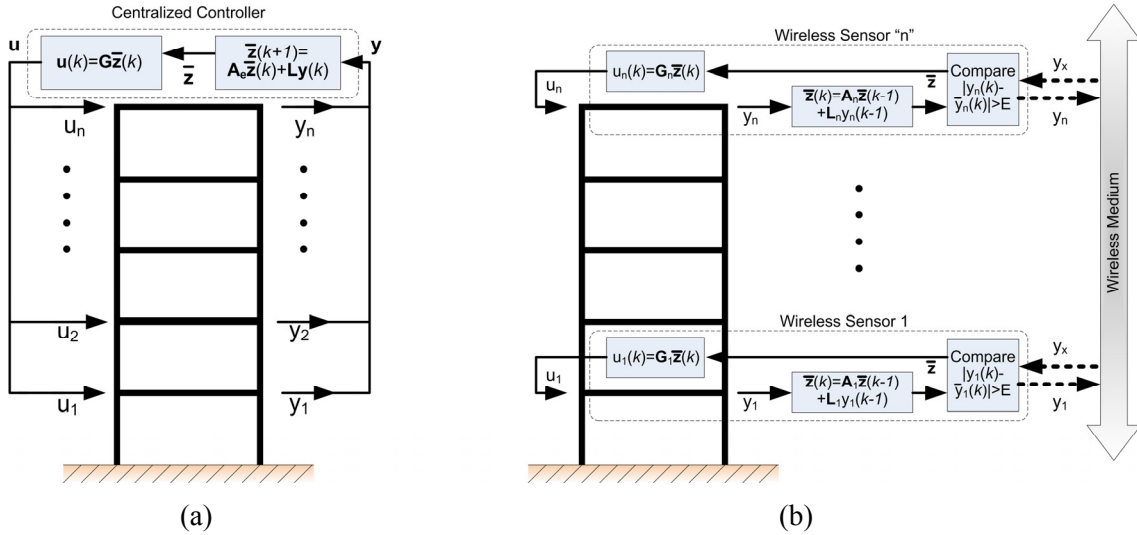 Centralized Controller
u
u(k)=Gz̅(k)
z̅
z̅(k+1)=
Aₑz̅(k)+Ly(k)
y
uₙ
yₙ
u₂
y₂
u₁
y₁
(a)
Wireless Sensor “n”
uₙ
uₙ(k)=Gₙz̅(k)
yₙ
z̅(k)=Aₙz̅(k-1)
+Lₙyₙ(k-1)
z̅
Compare
|yₙ(k)-
y̅ₙ(k)|>E
yₓ
yₙ
Wireless Medium
Wireless Sensor 1
u₁
u₁(k)=G₁z̅(k)
y₁
z̅(k)=A₁z̅(k-1)
+L₁y₁(k-1)
z̅
Compare
|y₁(k)-
y̅₁(k)|>E
yₓ
y₁
(b)